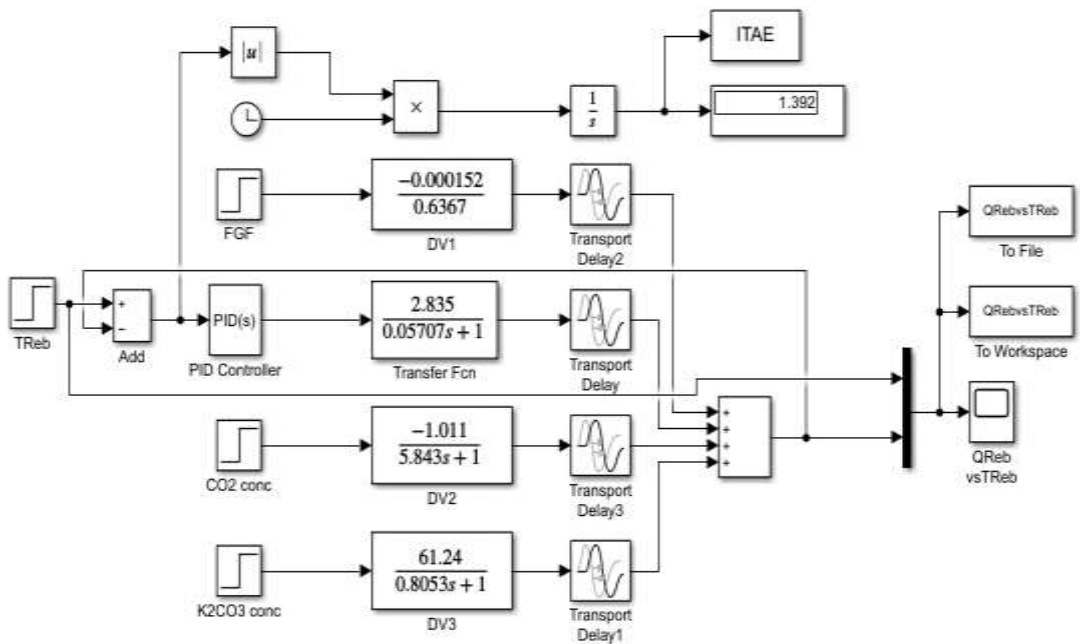 |u|
ITAE
×
1
s
1.392
FGF
−0.000152
0.6367
DV1
Transport
Delay2
QRebvsTReb
To File
TReb
+
−
Add
PID(s)
PID Controller
2.835
0.05707s + 1
Transfer Fcn
Transport
Delay
QRebvsTReb
To Workspace
CO2 conc
−1.011
5.843s + 1
DV2
Transport
Delay3
+
+
+
+
QReb
vsTReb
K2CO3 conc
61.24
0.8053s + 1
DV3
Transport
Delay1